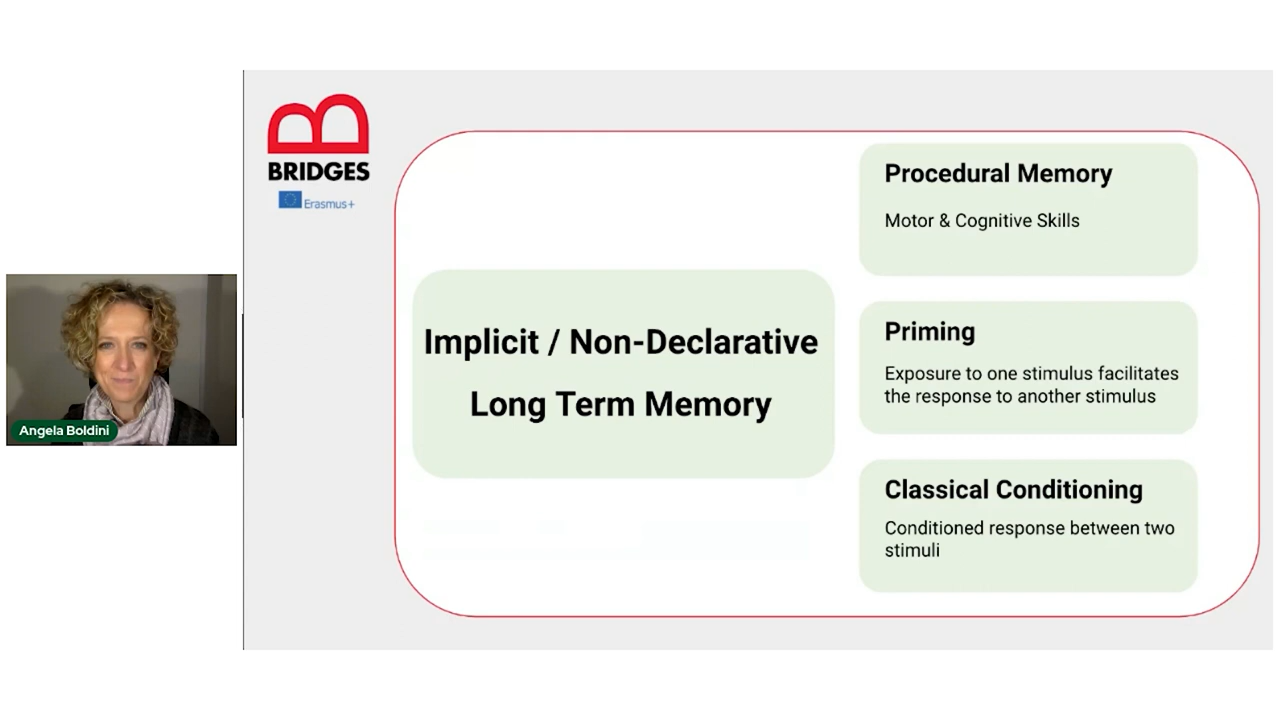 BRIDGES
Erasmus+
Angela Boldini
Implicit / Non-Declarative
Long Term Memory
Procedural Memory
Motor & Cognitive Skills
Priming
Exposure to one stimulus facilitates
the response to another stimulus
Classical Conditioning
Conditioned response between two
stimuli